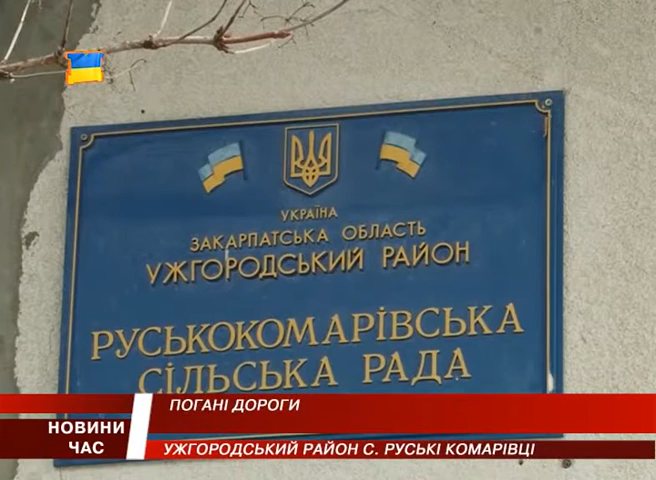 УКРАЇНА
ЗАКАРПАТСЬКА ОБЛАСТЬ
УЖГОРОДСЬКИЙ РАЙОН
РУСЬКОКОМАРІВСЬКА
СІЛЬСЬКА РАДА
ПОГАНІ ДОРОГИ
НОВИНИ
ЧАС
УЖГОРОДСЬКИЙ РАЙОН С. РУСЬКІ КОМАРІВЦІ